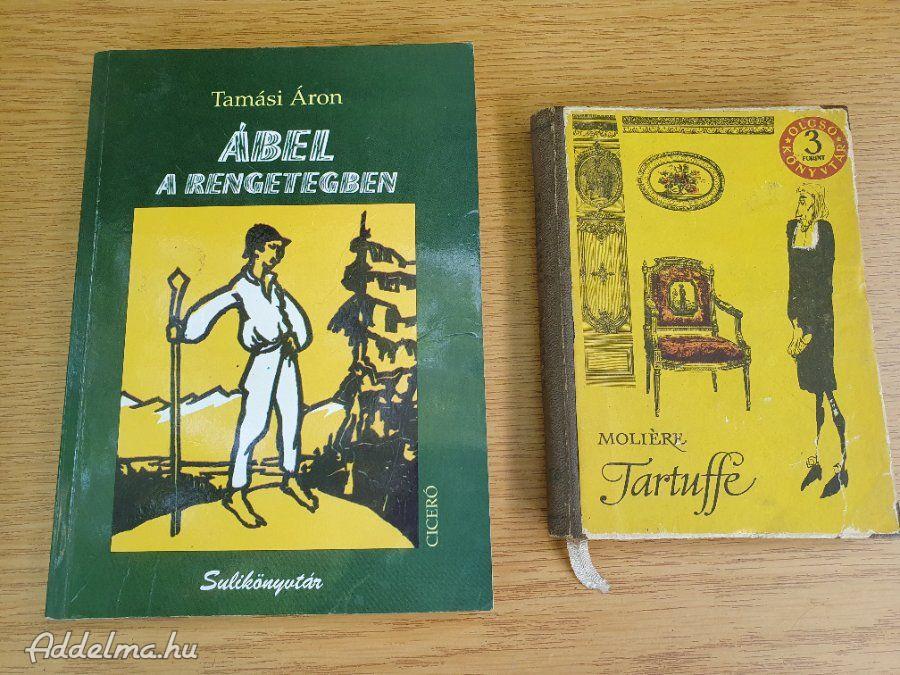 Tamási Áron
ÁBEL
A RENGETEGBEN
CICERÓ
Sulikönyvtár
OLCSÓ
3
FORINT
KÖNYVTÁR
MOLIÈRE
Tartuffe
Addelma.hu